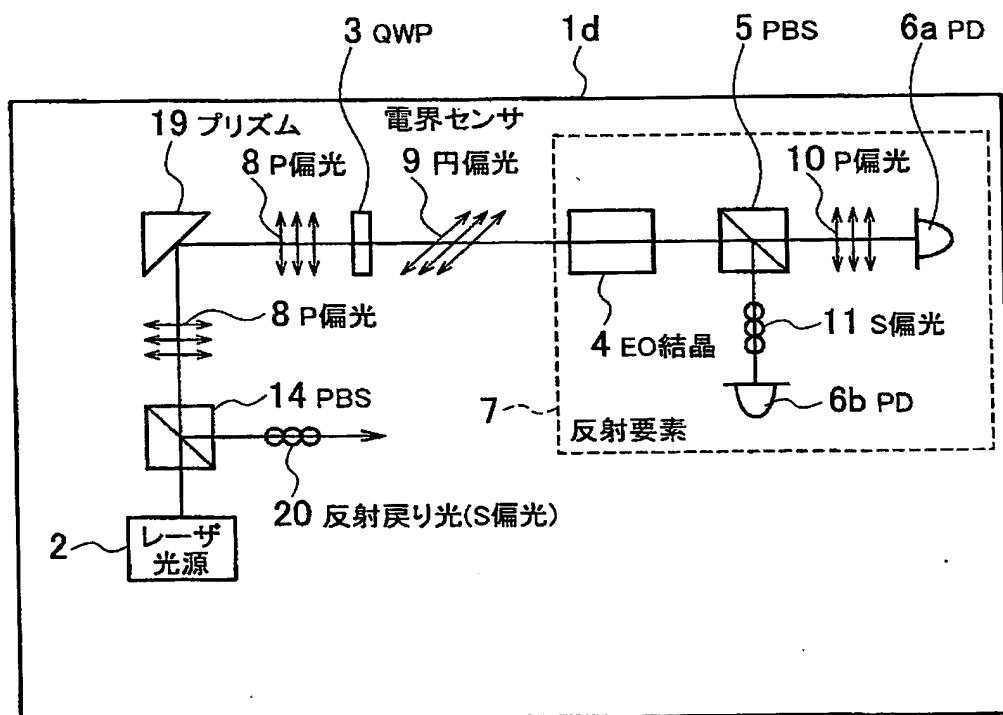 3 QWP
1d
5 PBS
6a PD
19 プリズム
8 P偏光
電界センサ
9 円偏光
10 P偏光
8 P偏光
4 EO結晶
11 S偏光
14 PBS
7
6b PD
反射要素
20 反射戻り光(S偏光)
2
レーザ
光源